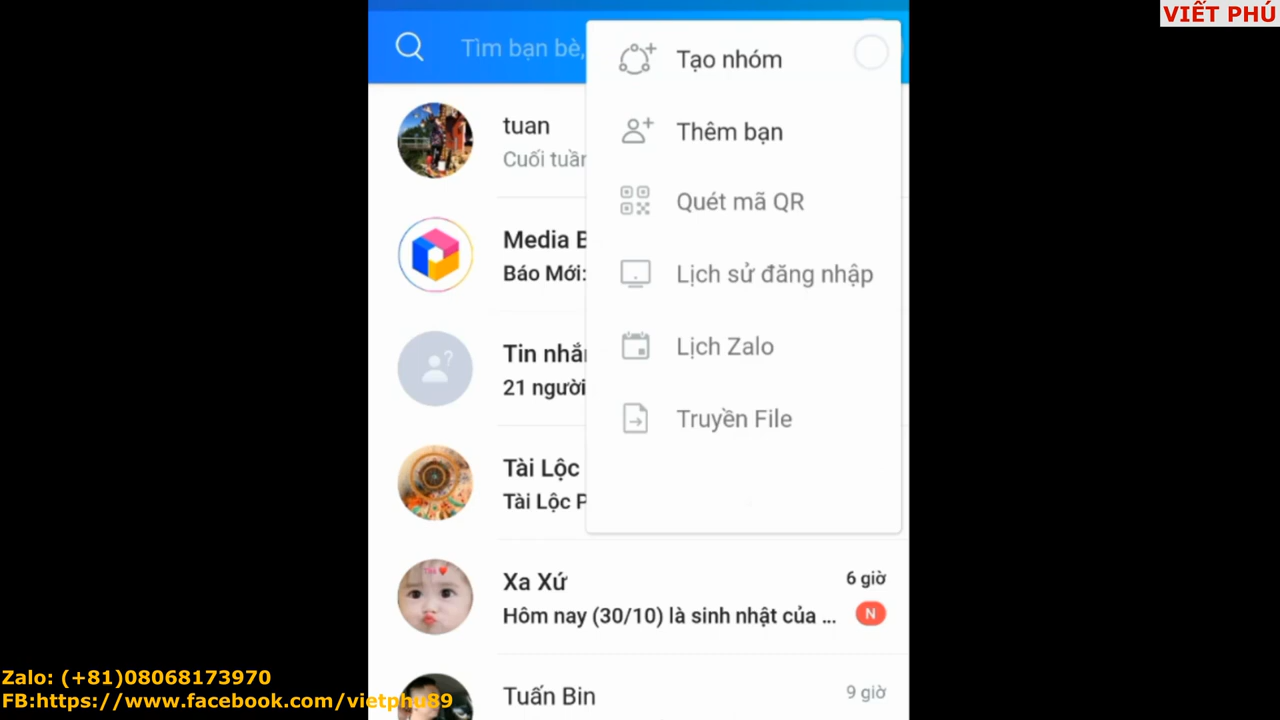 VIẾT PHÚ
Tìm bạn bè,
Tạo nhóm
Thêm bạn
Quét mã QR
Lịch sử đăng nhập
Lịch Zalo
Truyền File
tuan
Cuối tuần
Media B
Báo Mới:
Tin nhắn
21 người
Tài Lộc
Tài Lộc P
Xa Xứ
6 giờ
Hôm nay (30/10) là sinh nhật của ...
N
Tuấn Bin
9 giờ
Zalo: (+81)08068173970
FB:https://www.facebook.com/vietphu89